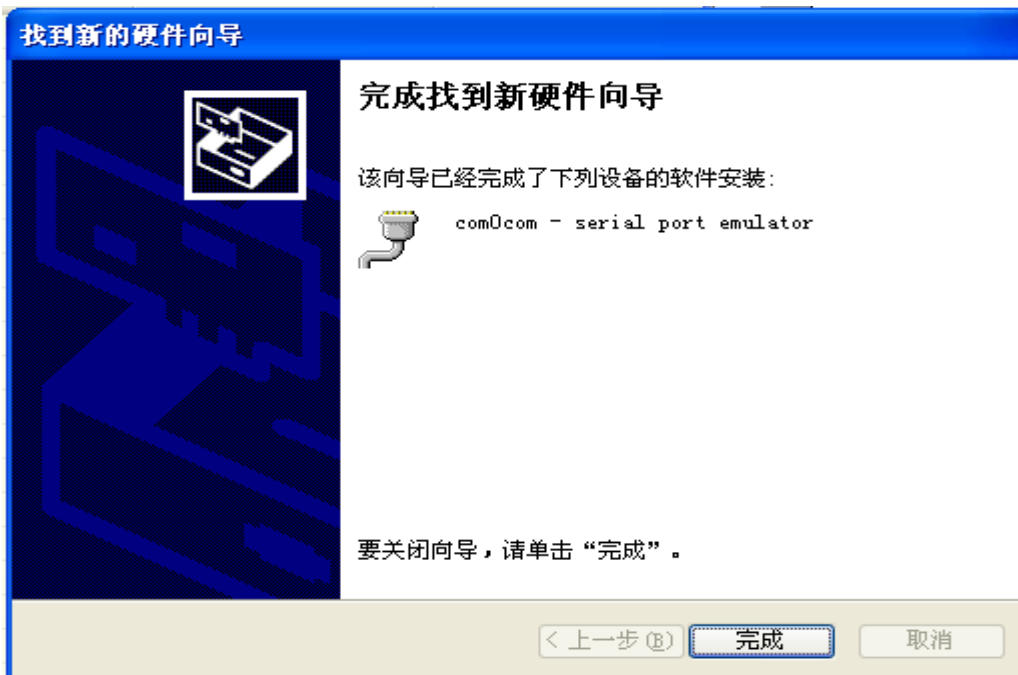 找到新的硬件向导
完成找到新硬件向导
该向导已经完成了下列设备的软件安装:
com0com - serial port emulator
要关闭向导，请单击“完成”。
< 上一步(B)
完成
取消